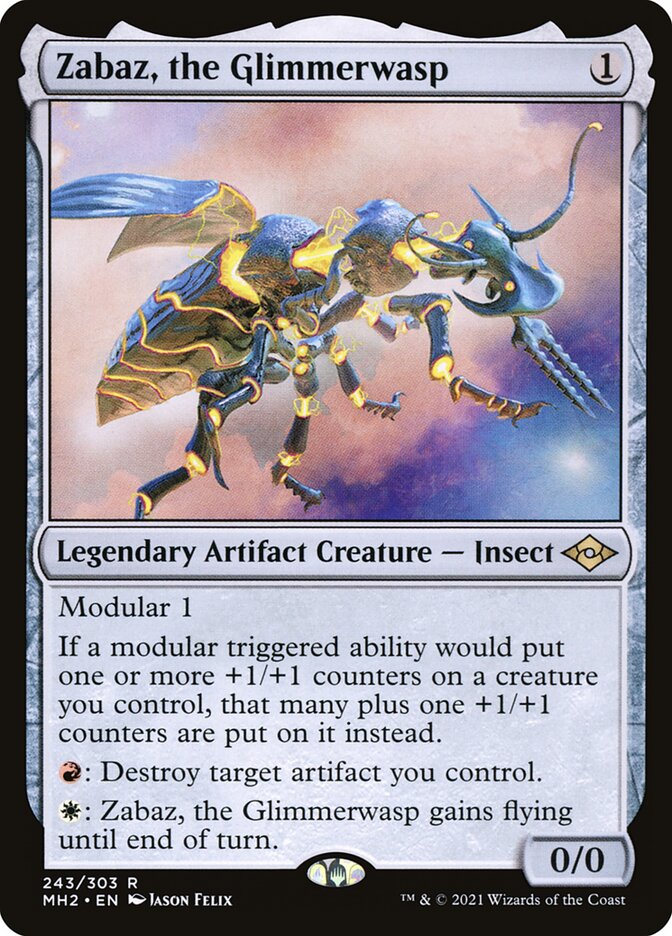 Zabaz, the Glimmerwasp 1
Legendary Artifact Creature — Insect
Modular 1
If a modular triggered ability would put
one or more +1/+1 counters on a creature
you control, that many plus one +1/+1
counters are put on it instead.
: Destroy target artifact you control.
: Zabaz, the Glimmerwasp gains flying
until end of turn.
0/0
243/303 R
MH2 • EN Jason Felix
™ & © 2021 Wizards of the Coast